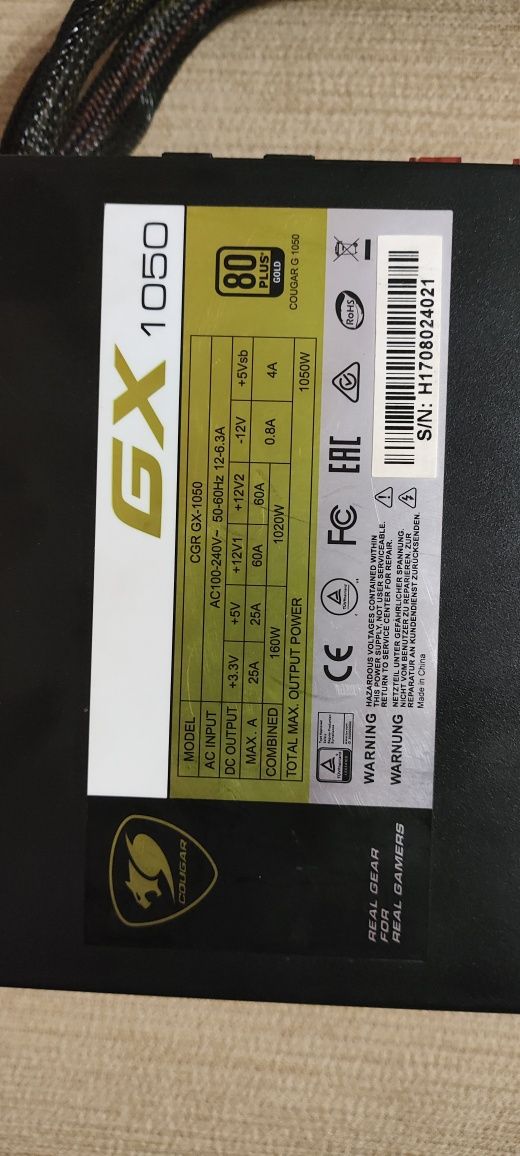 GX 1050
80 PLUS GOLD
COUGAR G 1050
MODEL CGR GX-1050
AC INPUT AC100-240V~ 50-60Hz 12-6.3A
DC OUTPUT +3.3V +5V +12V1 +12V2 -12V +5Vsb
MAX. A 25A 25A 60A 60A 0.8A 4A
COMBINED 160W 1020W
TOTAL MAX. OUTPUT POWER 1050W
CE FC EAC RoHS
WARNING
HAZARDOUS VOLTAGES CONTAINED WITHIN
THIS POWER SUPPLY, NOT USER SERVICEABLE.
RETURN TO SERVICE CENTER FOR REPAIR.
WARNUNG
NETZTEIL UNTER GEFÄHRLICHER SPANNUNG.
NICHT VOM BENUTZER ZU REPARIEREN, ZUR
REPARATUR AN KUNDENDIENST ZURÜCKSENDEN.
Made in China
S/N: H1708024021
COUGAR
REAL GEAR
FOR
REAL GAMERS